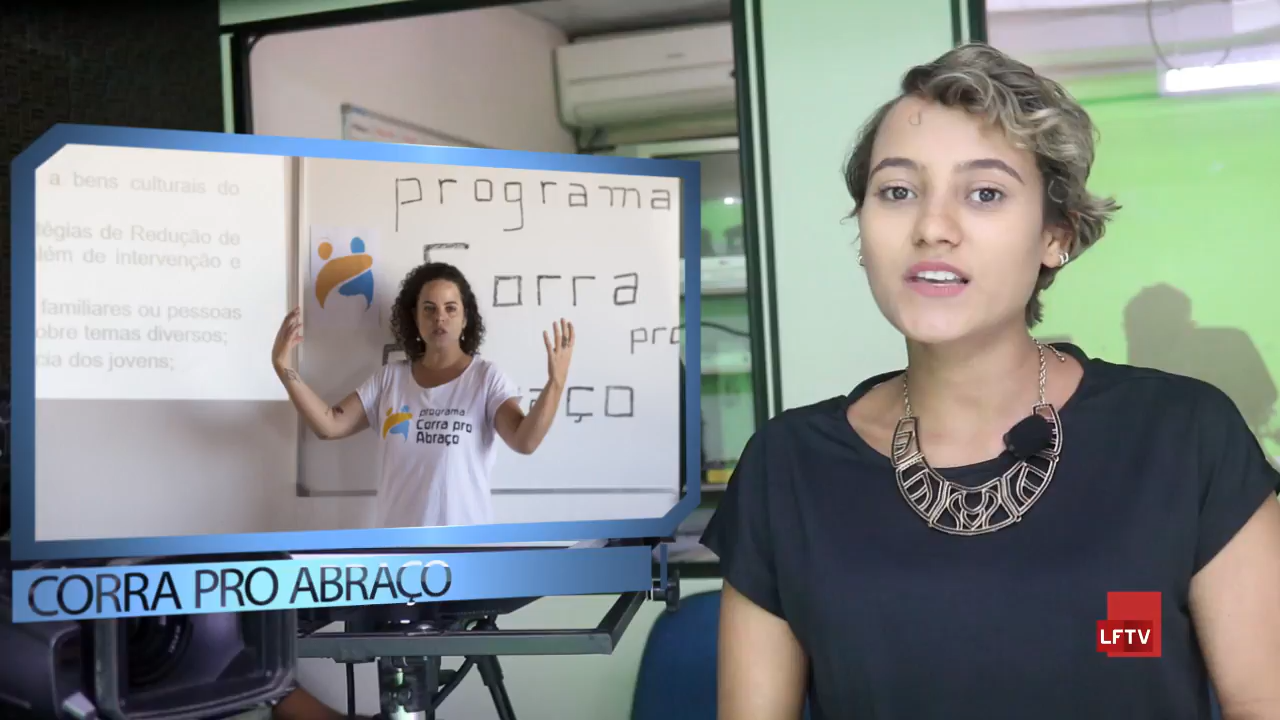 a bens culturais do
légias de Redução de
lém de intervenção e
familiares ou pessoas
obre temas diversos;
cia dos jovens;
programa
Corra
pro
aço
programa
Corra pro
Abraço
CORRA PRO ABRAÇO
LFTV